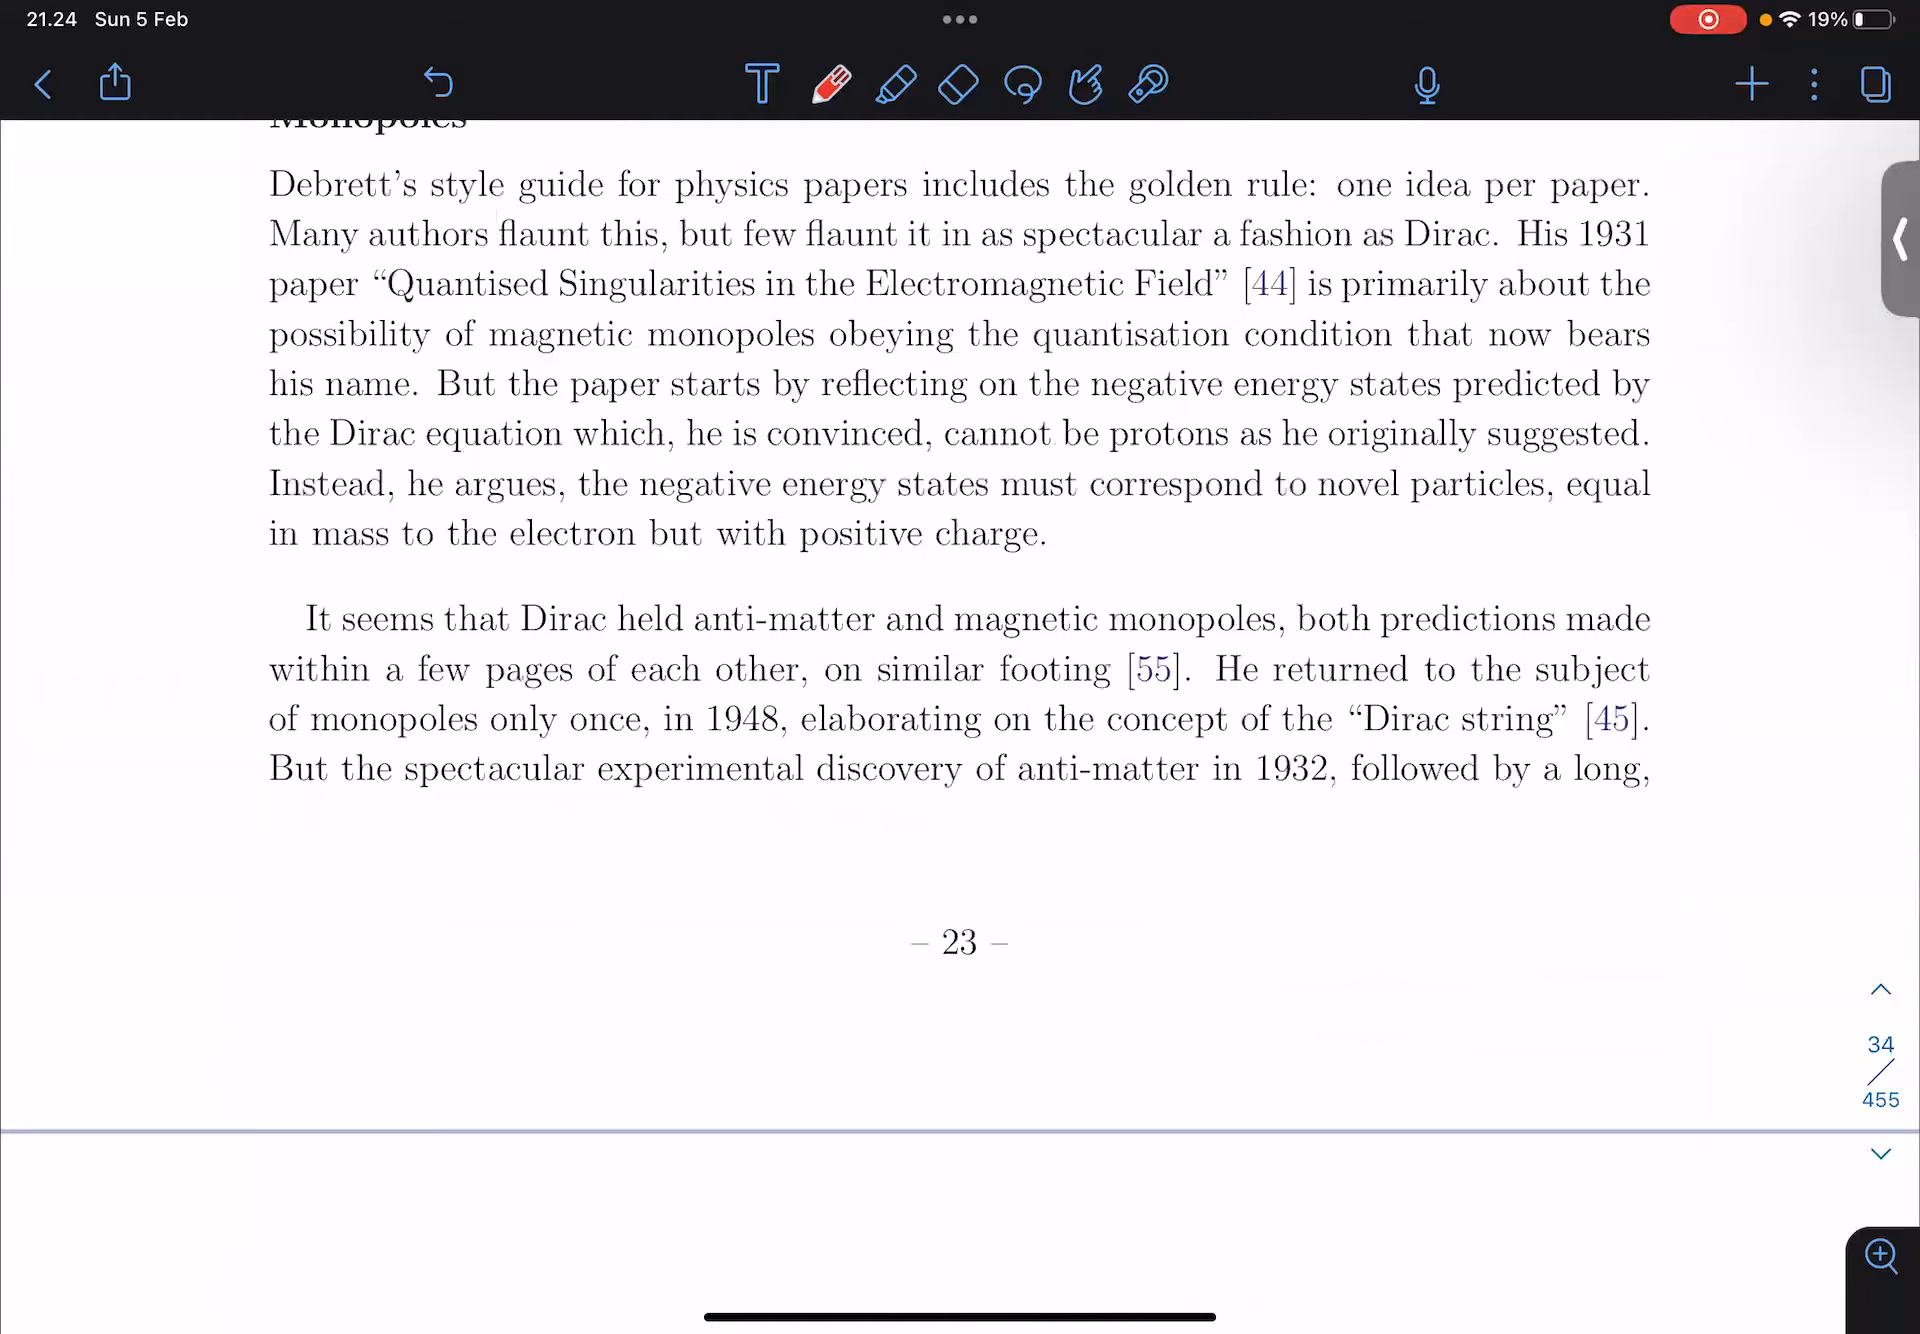 21.24 Sun 5 Feb
19%
Monopoles
Debrett’s style guide for physics papers includes the golden rule: one idea per paper.
Many authors flaunt this, but few flaunt it in as spectacular a fashion as Dirac. His 1931
paper “Quantised Singularities in the Electromagnetic Field” [44] is primarily about the
possibility of magnetic monopoles obeying the quantisation condition that now bears
his name. But the paper starts by reflecting on the negative energy states predicted by
the Dirac equation which, he is convinced, cannot be protons as he originally suggested.
Instead, he argues, the negative energy states must correspond to novel particles, equal
in mass to the electron but with positive charge.
It seems that Dirac held anti-matter and magnetic monopoles, both predictions made
within a few pages of each other, on similar footing [55]. He returned to the subject
of monopoles only once, in 1948, elaborating on the concept of the “Dirac string” [45].
But the spectacular experimental discovery of anti-matter in 1932, followed by a long,
– 23 –
34
/
455